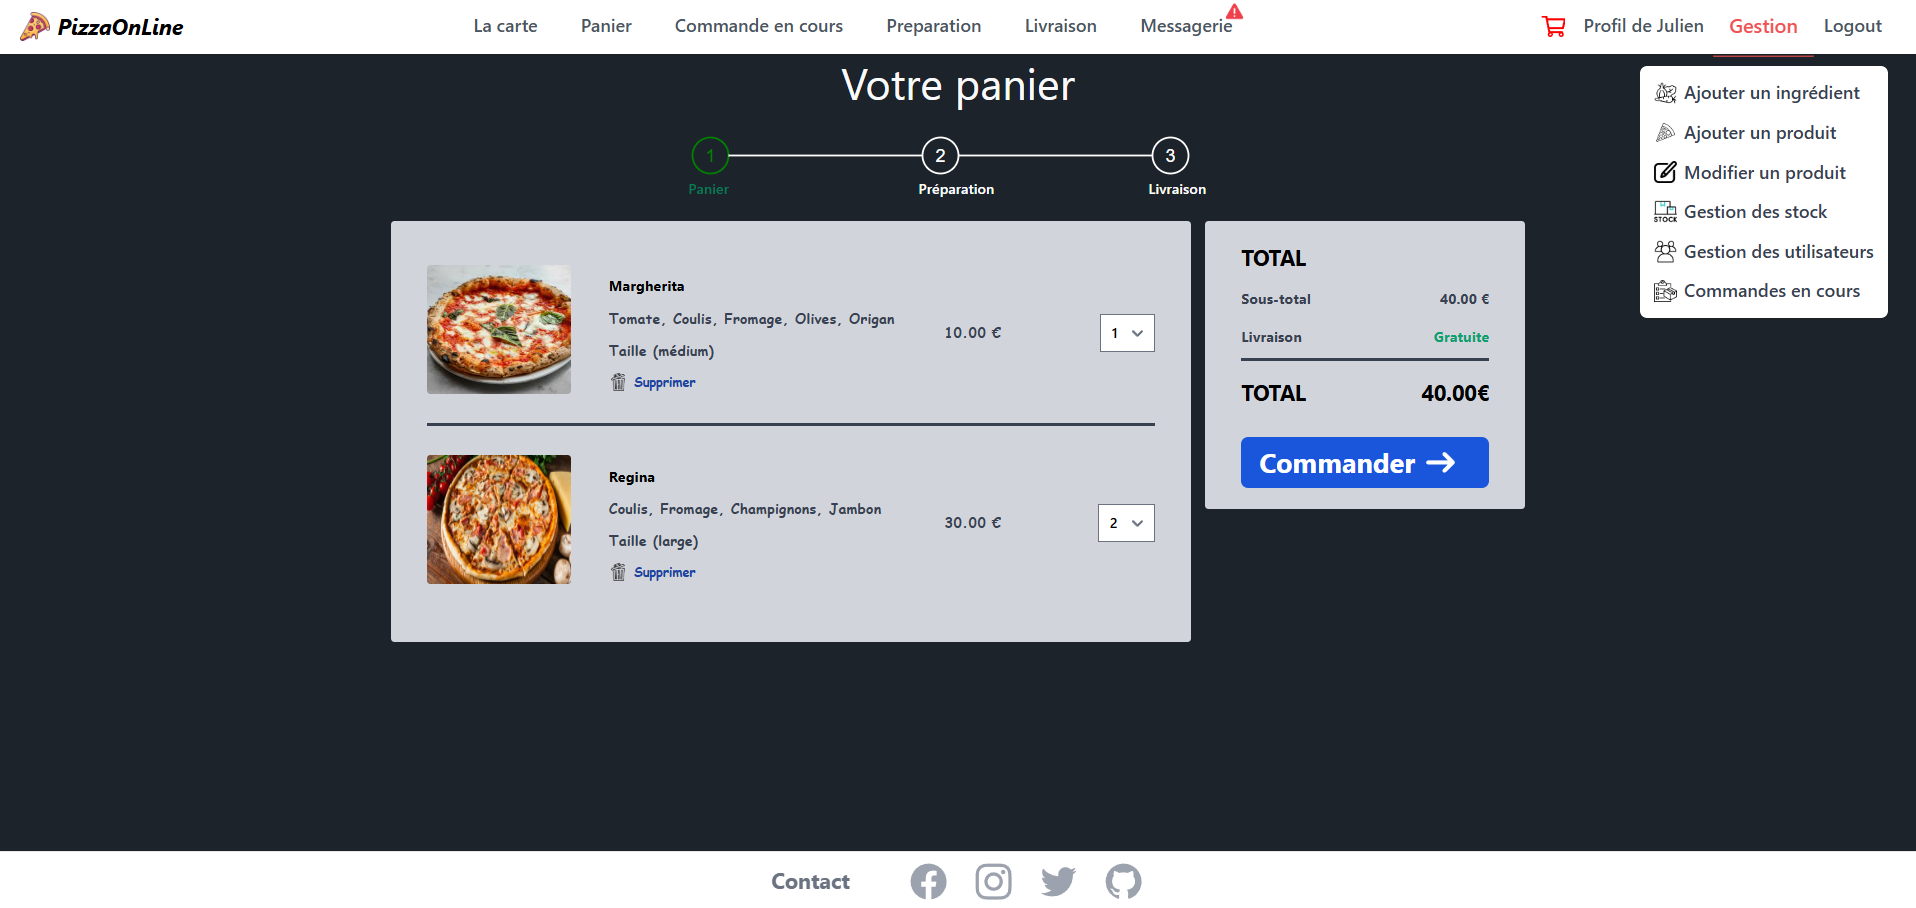 PizzaOnLine
La carte
Panier
Commande en cours
Preparation
Livraison
Messagerie
Profil de Julien
Gestion
Logout
Votre panier
1
2
3
Panier
Préparation
Livraison
Ajouter un ingrédient
Ajouter un produit
Modifier un produit
STOCK
Gestion des stock
Gestion des utilisateurs
Commandes en cours
Margherita
Tomate, Coulis, Fromage, Olives, Origan
Taille (médium)
Supprimer
10.00 €
1
Regina
Coulis, Fromage, Champignons, Jambon
Taille (large)
Supprimer
30.00 €
2
TOTAL
Sous-total 40.00 €
Livraison Gratuite
TOTAL 40.00€
Commander
Contact